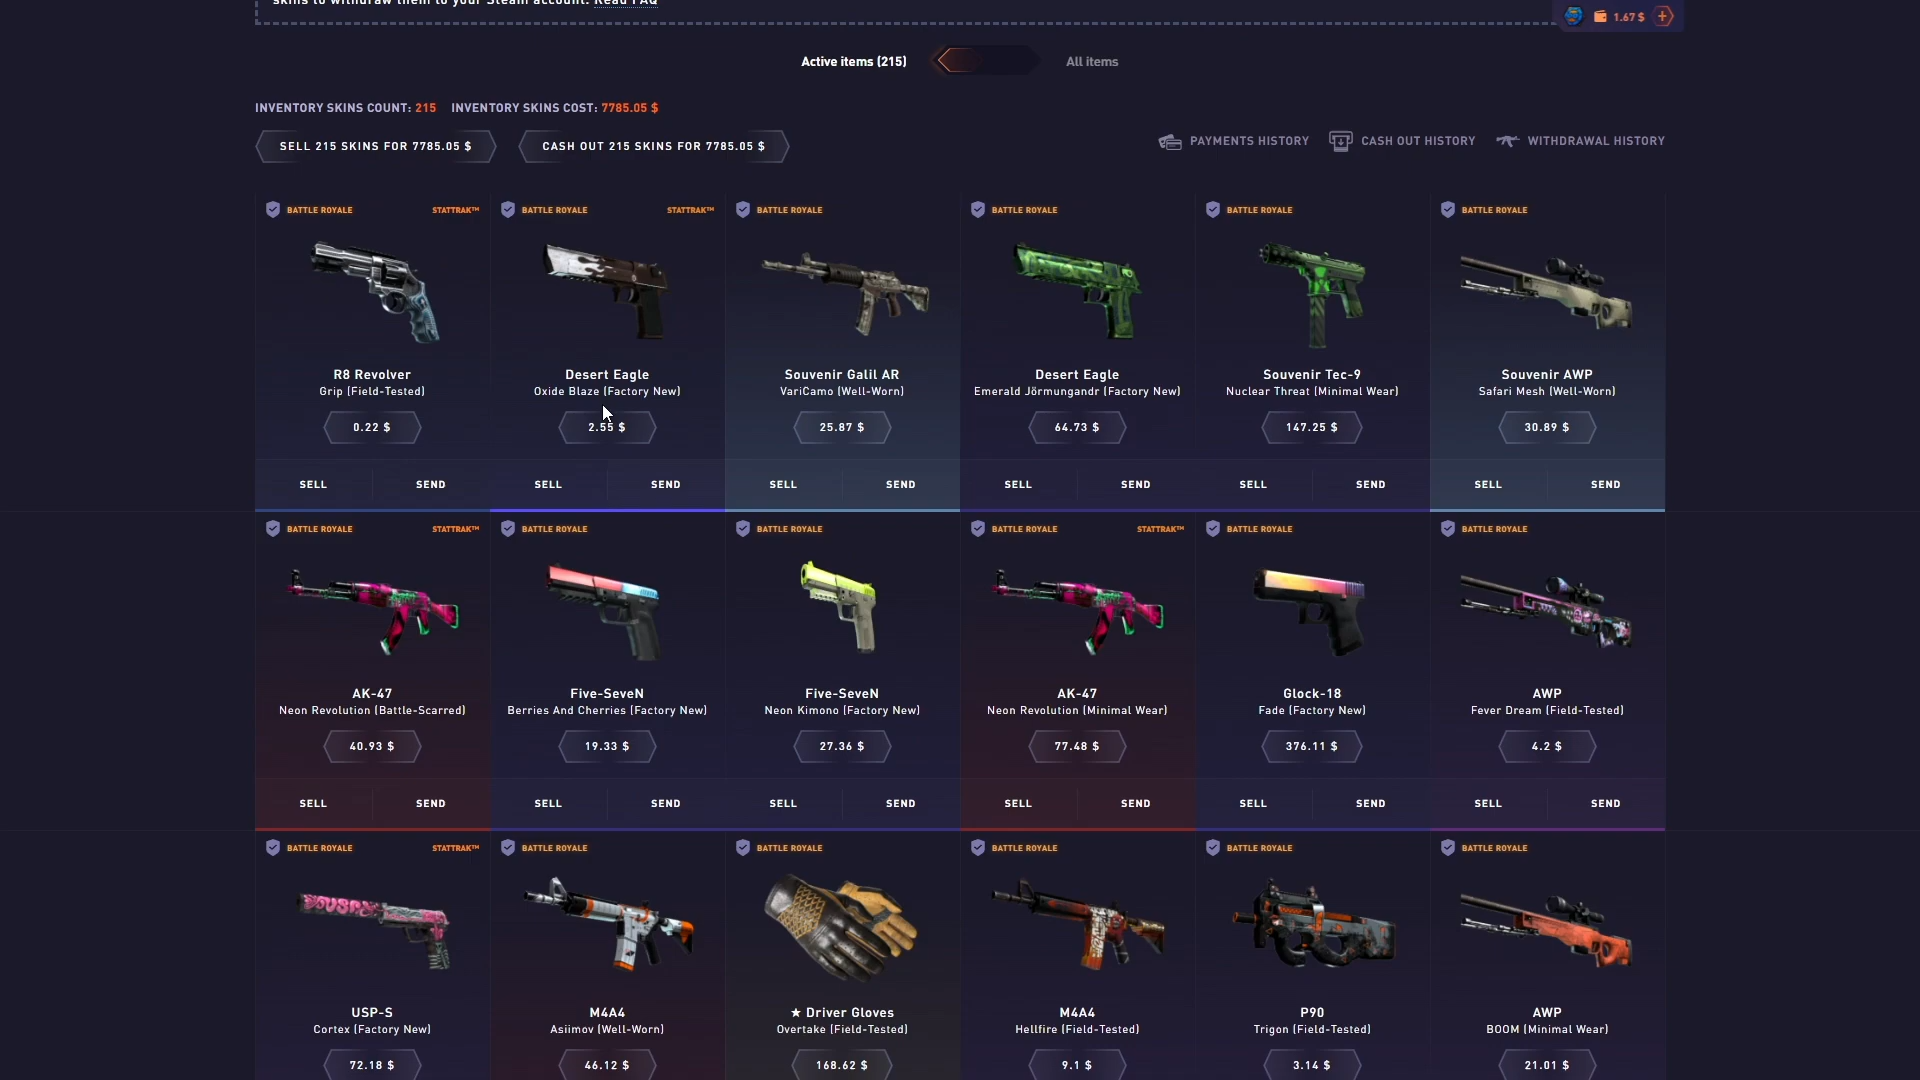 skins to withdraw them to your Steam account. Read FAQ
1.67 $
Active items (215)
All items
INVENTORY SKINS COUNT: 215 INVENTORY SKINS COST: 7785.05 $
SELL 215 SKINS FOR 7785.05 $
CASH OUT 215 SKINS FOR 7785.05 $
PAYMENTS HISTORY
CASH OUT HISTORY
WITHDRAWAL HISTORY
BATTLE ROYALE
STATTRAK™
R8 Revolver
Grip (Field-Tested)
0.22 $
SELL
SEND
BATTLE ROYALE
STATTRAK™
Desert Eagle
Oxide Blaze (Factory New)
2.55 $
SELL
SEND
BATTLE ROYALE
Souvenir Galil AR
VariCamo (Well-Worn)
25.87 $
SELL
SEND
BATTLE ROYALE
Desert Eagle
Emerald Jörmungandr (Factory New)
64.73 $
SELL
SEND
BATTLE ROYALE
Souvenir Tec-9
Nuclear Threat (Minimal Wear)
147.25 $
SELL
SEND
BATTLE ROYALE
Souvenir AWP
Safari Mesh (Well-Worn)
30.89 $
SELL
SEND
BATTLE ROYALE
STATTRAK™
AK-47
Neon Revolution (Battle-Scarred)
40.93 $
SELL
SEND
BATTLE ROYALE
Five-SeveN
Berries And Cherries (Factory New)
19.33 $
SELL
SEND
BATTLE ROYALE
Five-SeveN
Neon Kimono (Factory New)
27.36 $
SELL
SEND
BATTLE ROYALE
STATTRAK™
AK-47
Neon Revolution (Minimal Wear)
77.48 $
SELL
SEND
BATTLE ROYALE
Glock-18
Fade (Factory New)
376.11 $
SELL
SEND
BATTLE ROYALE
AWP
Fever Dream (Field-Tested)
4.2 $
SELL
SEND
BATTLE ROYALE
STATTRAK™
USP-S
Cortex (Factory New)
72.18 $
BATTLE ROYALE
M4A4
Asiimov (Well-Worn)
46.12 $
BATTLE ROYALE
★ Driver Gloves
Overtake (Field-Tested)
168.62 $
BATTLE ROYALE
M4A4
Hellfire (Field-Tested)
9.1 $
BATTLE ROYALE
P90
Trigon (Field-Tested)
3.14 $
BATTLE ROYALE
AWP
BOOM (Minimal Wear)
21.01 $